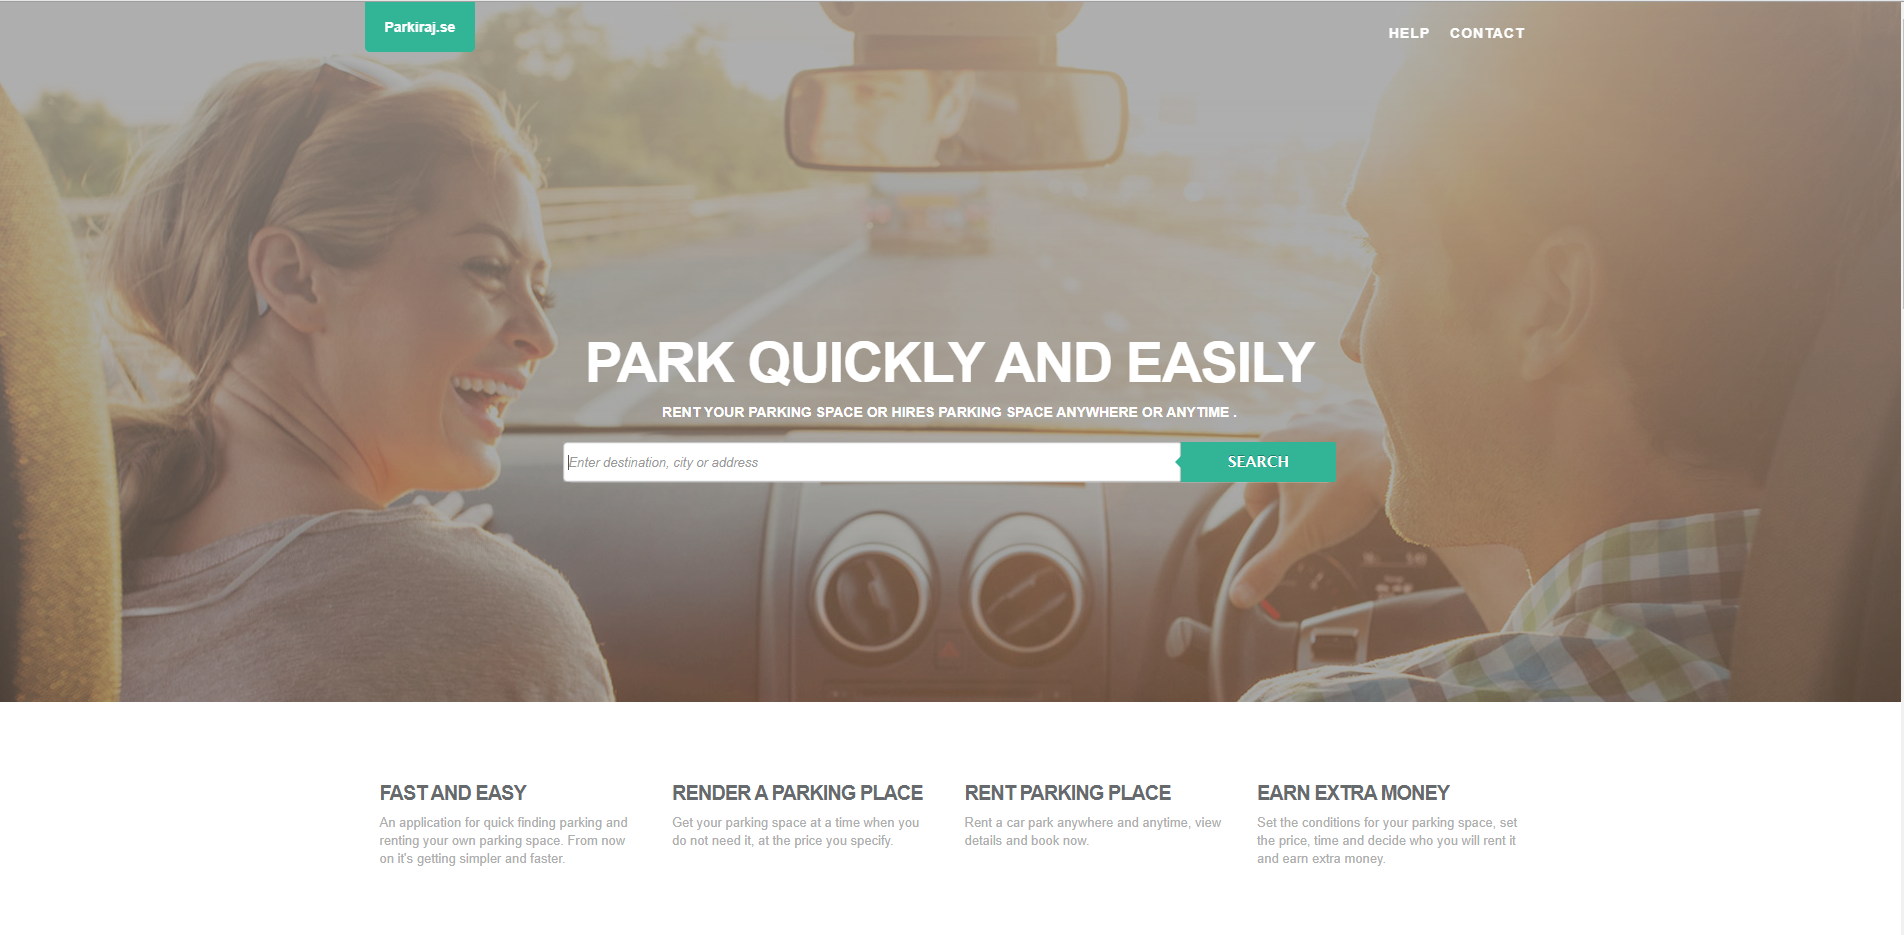 Parkiraj.se
HELP CONTACT
PARK QUICKLY AND EASILY
RENT YOUR PARKING SPACE OR HIRES PARKING SPACE ANYWHERE OR ANYTIME .
Enter destination, city or address
SEARCH
FAST AND EASY
An application for quick finding parking and
renting your own parking space. From now
on it's getting simpler and faster.
RENDER A PARKING PLACE
Get your parking space at a time when you
do not need it, at the price you specify.
RENT PARKING PLACE
Rent a car park anywhere and anytime, view
details and book now.
EARN EXTRA MONEY
Set the conditions for your parking space, set
the price, time and decide who you will rent it
and earn extra money.